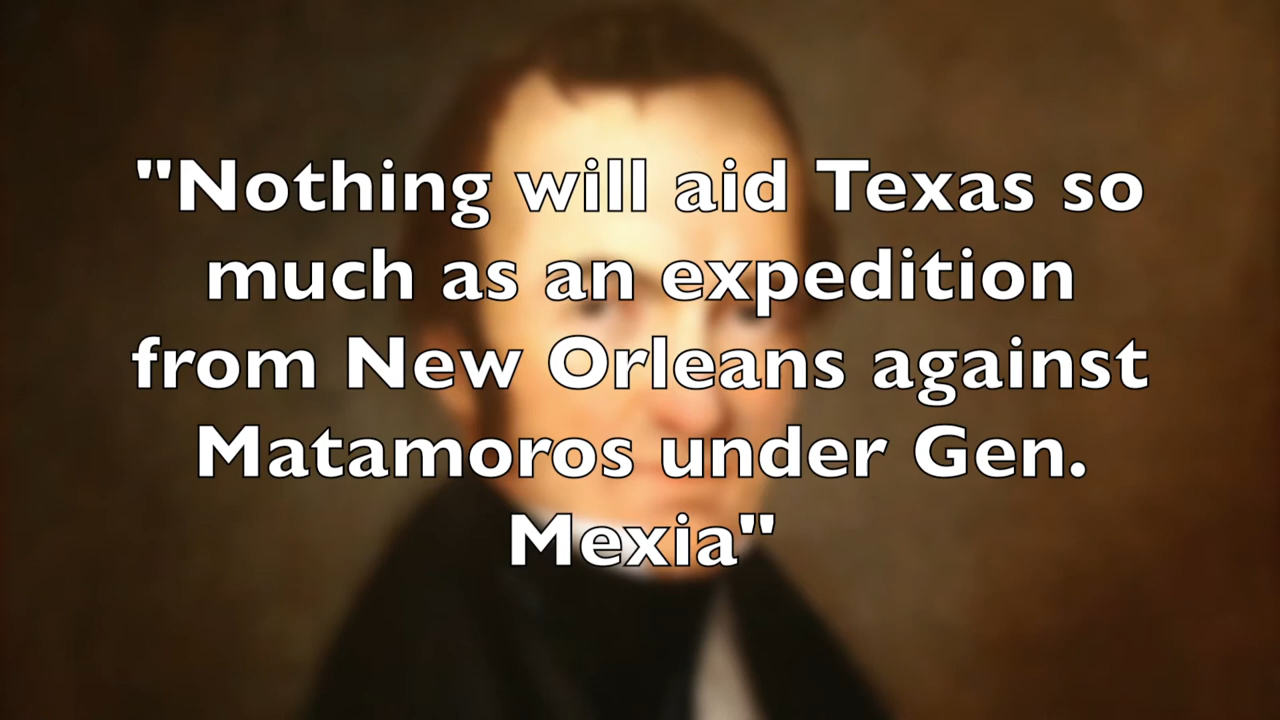 "Nothing will aid Texas so
much as an expedition
from New Orleans against
Matamoros under Gen.
Mexia"